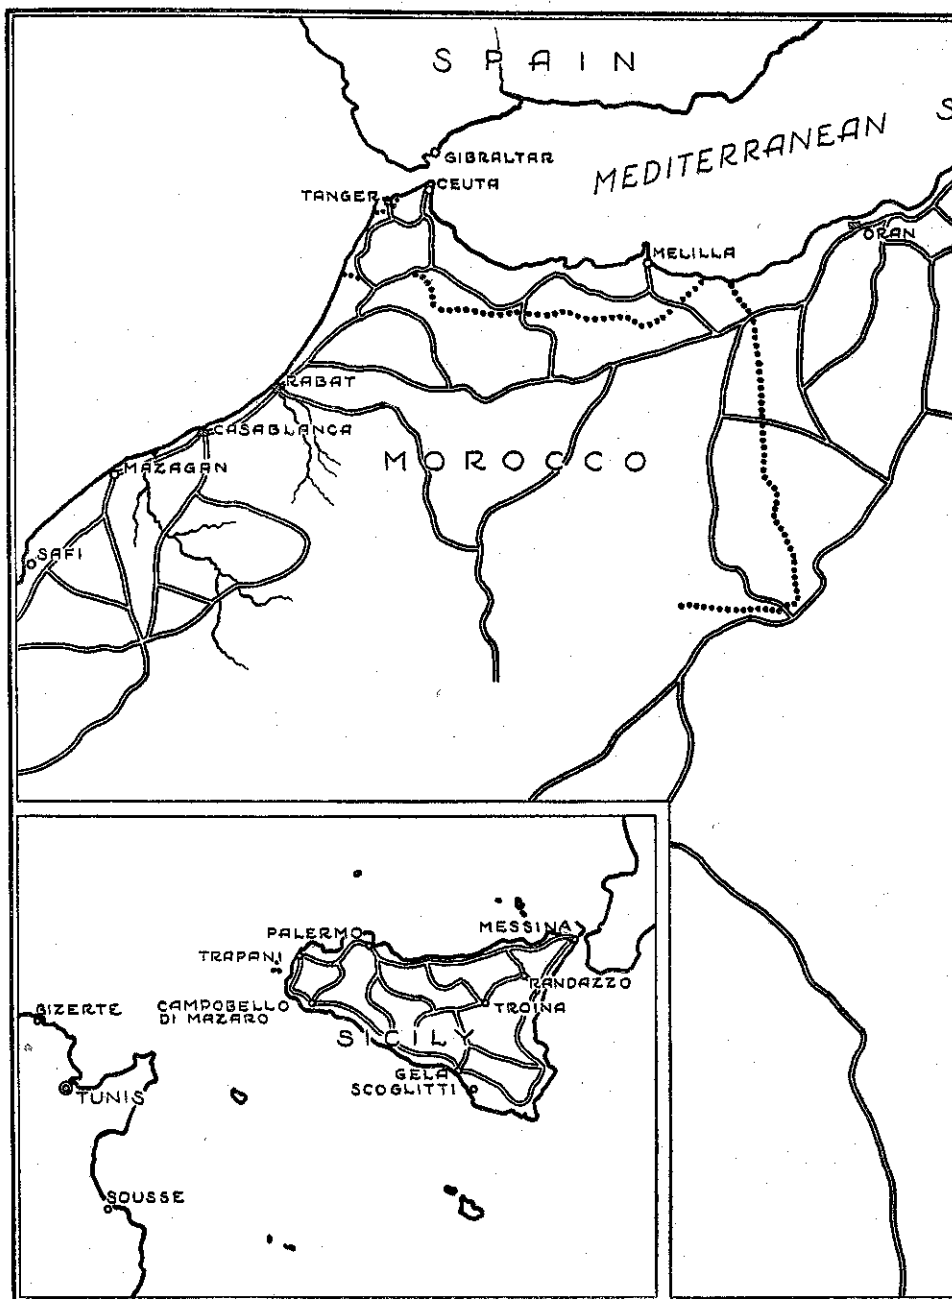 SPAIN
S
MEDITERRANEAN
GIBRALTAR
CEUTA
TANGER
ORAN
MELILLA
RABAT
CASABLANCA
MOROCCO
MAZAGAN
SAFI
PALERMO
MESSINA
TRAPANI
RANDAZZO
CAMPOBELLO
DI MAZARO
TROINA
BIZERTE
SICILY
GELA
SCOGLITTI
TUNIS
SOUSSE